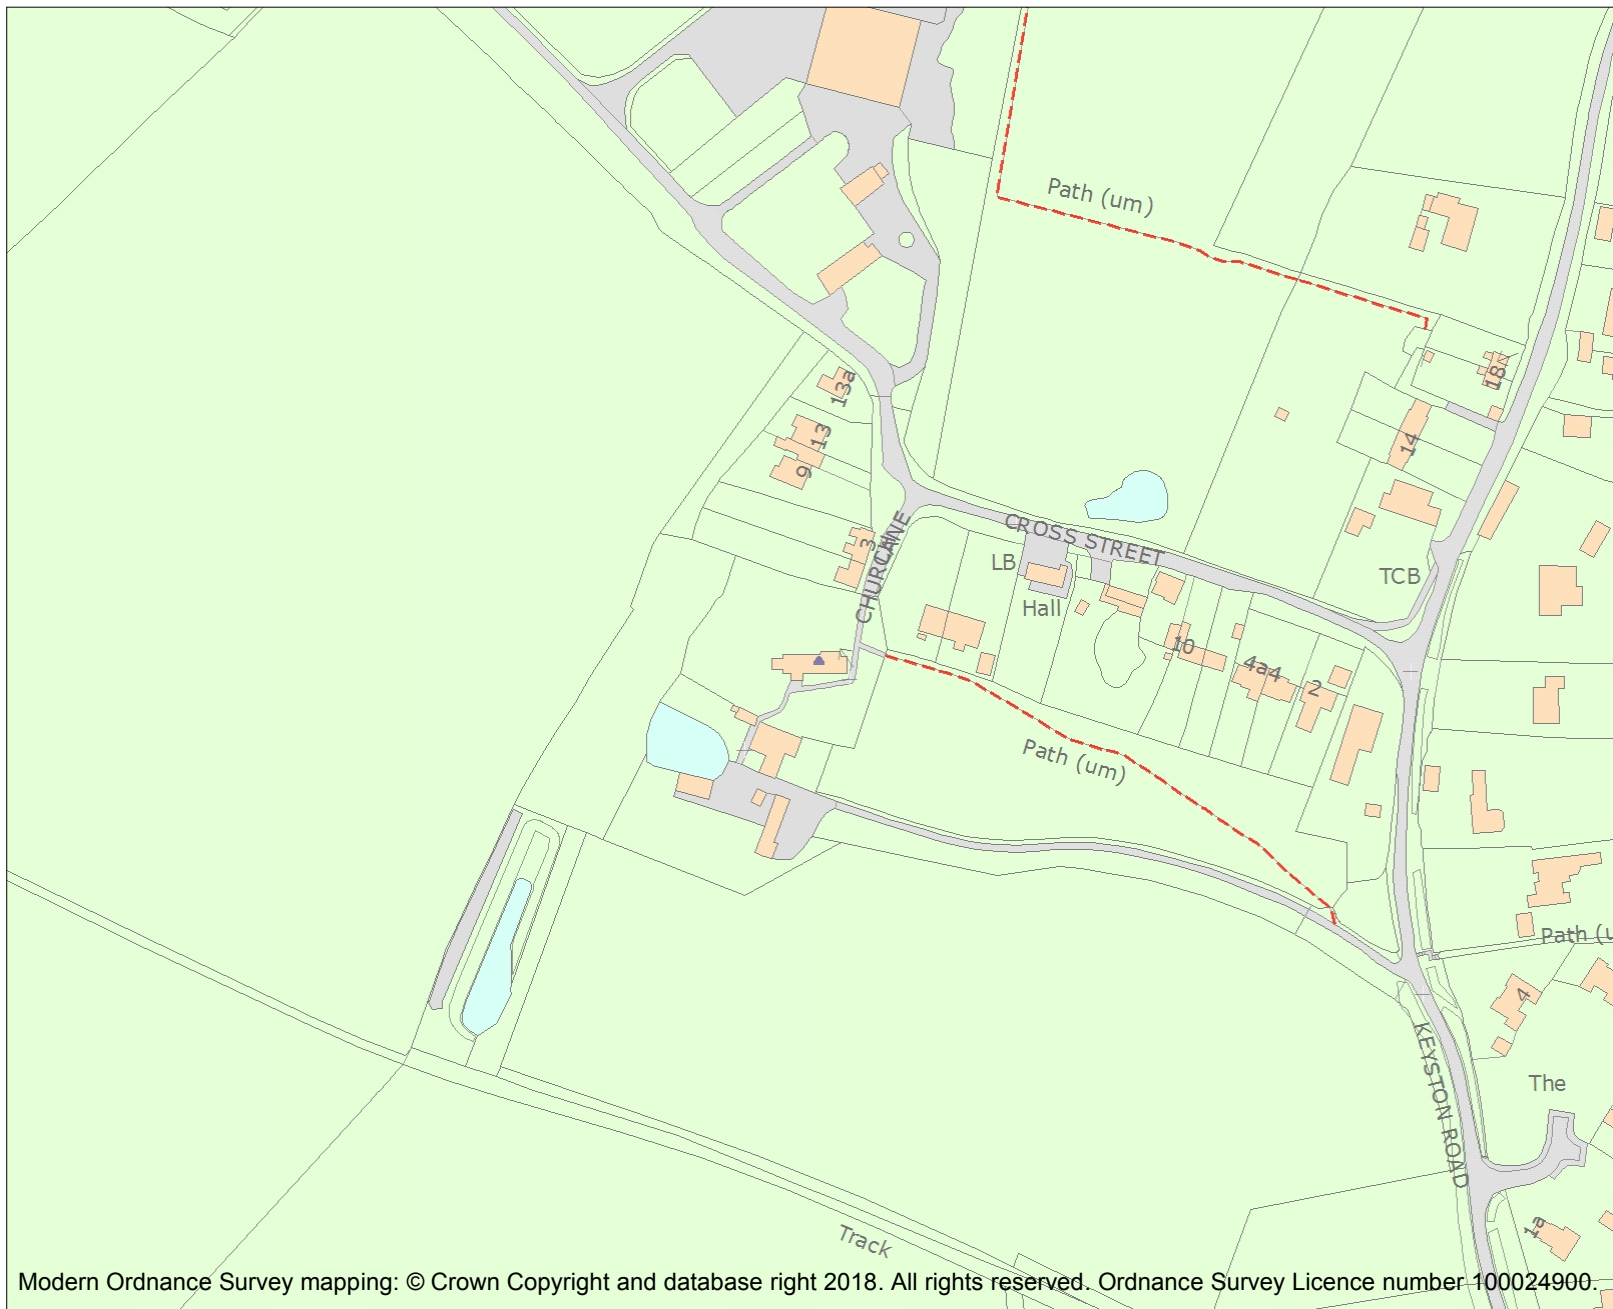 Path (um)
18
13a
14
13
9
CROSS STREET
3
CHURCH LANE
LB
TCB
Hall
10
4a4
2
Path (um)
Path (u
4
KEYSTON ROAD
The
1a
Track
Modern Ordnance Survey mapping: © Crown Copyright and database right 2018. All rights reserved. Ordnance Survey Licence number 100024900.